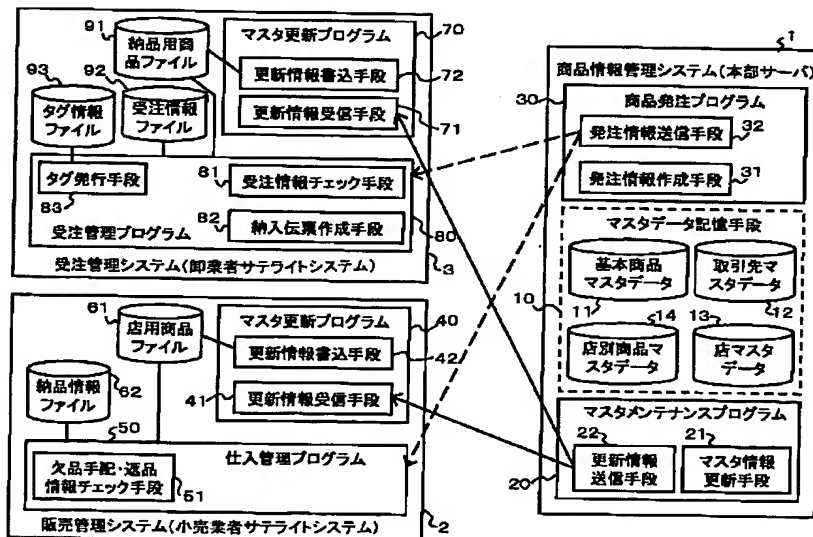 91
納品用商
品ファイル
93
92
タグ情報
ファイル
受注情報
ファイル
マスタ更新プログラム
70
更新情報書込手段
72
更新情報受信手段
71
タグ発行手段
83
81
受注情報チェック手段
82
納入伝票作成手段
80
受注管理プログラム
受注管理システム(卸業者サテライトシステム)
3
61
店用商品
ファイル
マスタ更新プログラム
40
更新情報書込手段
42
納品情報
ファイル
62
41
更新情報受信手段
50
仕入管理プログラム
欠品手配・返品
情報チェック手段
51
販売管理システム(小売業者サテライトシステム)
2
1
商品情報管理システム(本部サーバ)
30
商品発注プログラム
発注情報送信手段
32
発注情報作成手段
31
マスタデータ記憶手段
基本商品
マスタデータ
取引先マ
スタデータ
10
11
14
13
12
店別商品マ
スタデータ
店マスタ
データ
マスタメンテナンスプログラム
22
21
更新情報
送信手段
マスタ情報
更新手段
20